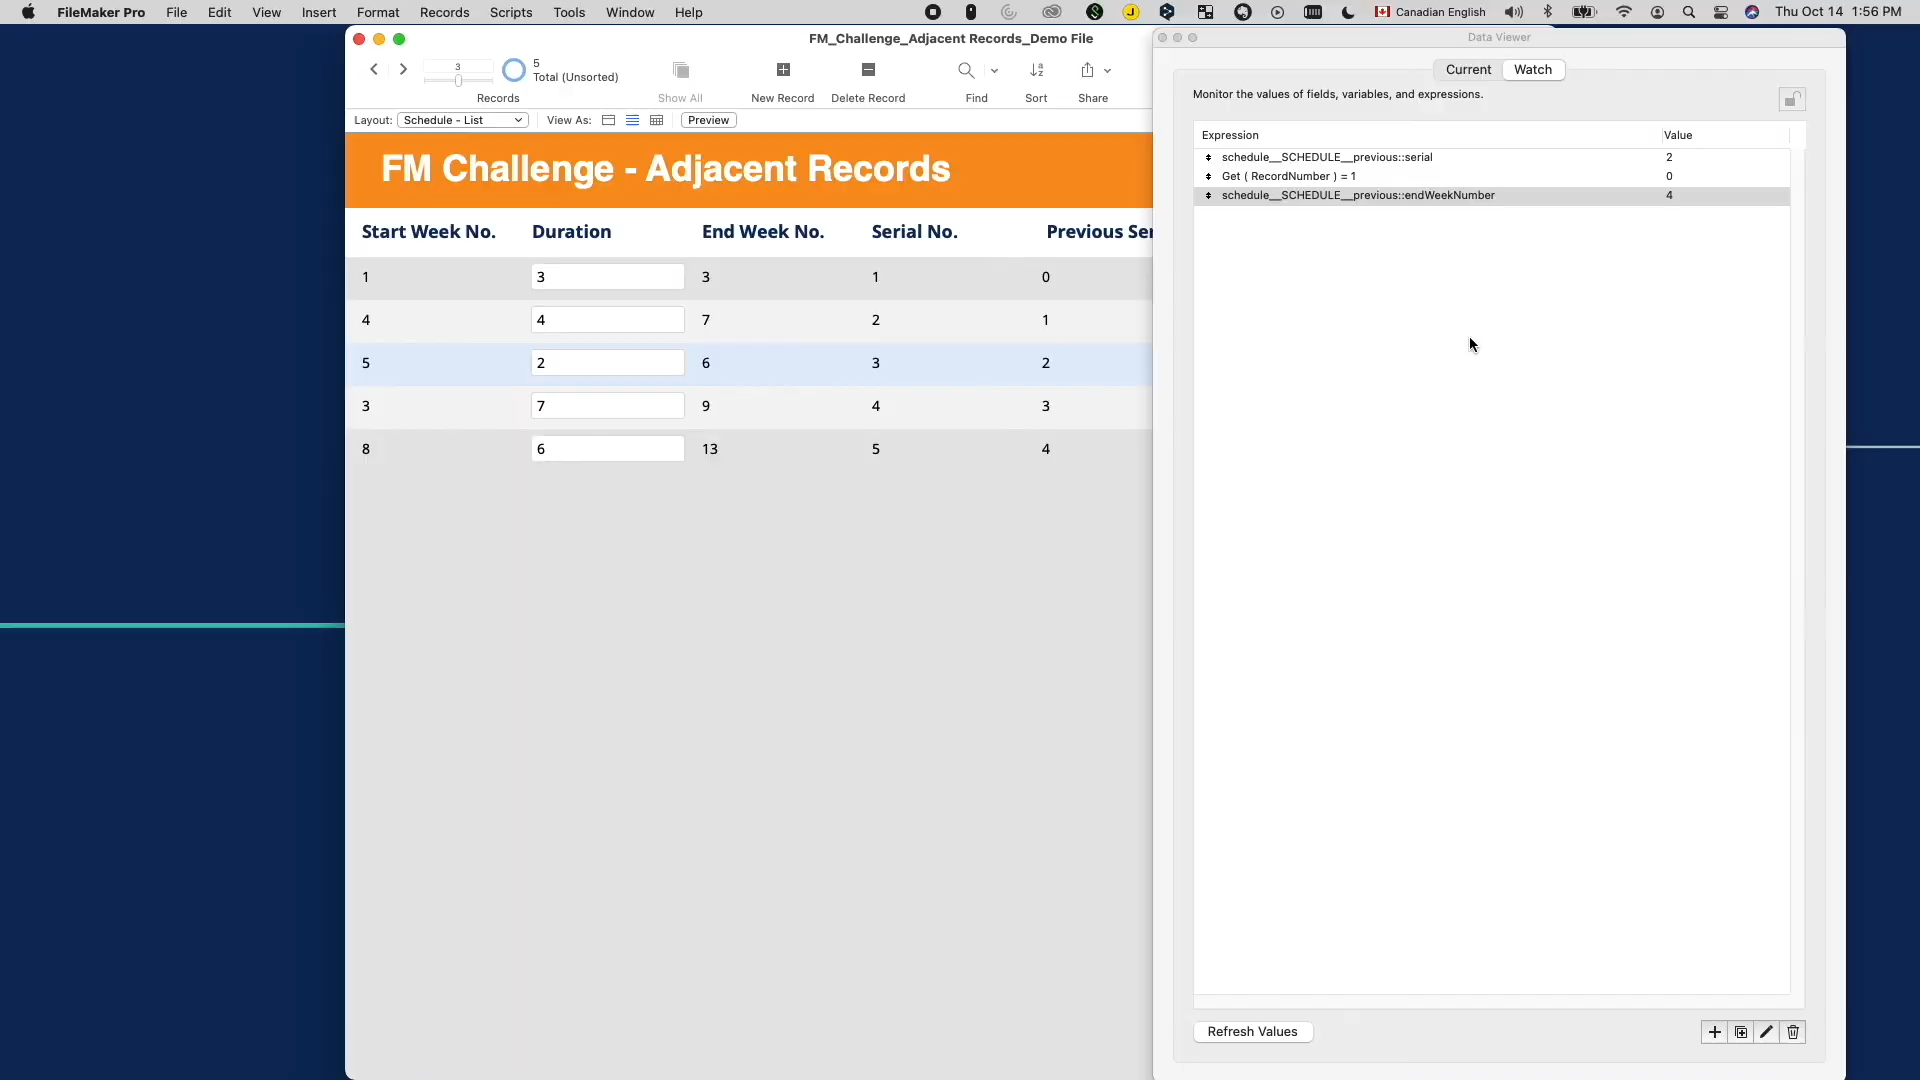 FileMaker Pro File Edit View Insert Format Records Scripts Tools Window Help Canadian English Thu Oct 14 1:56 PM
FM_Challenge_Adjacent Records_Demo File
3
5
Total (Unsorted)
Records
Show All
New Record
Delete Record
Find
Sort
Share
Layout: Schedule - List View As: Preview
FM Challenge - Adjacent Records
Start Week No. Duration End Week No. Serial No. Previous Ser
1 3 3 1 0
4 4 7 2 1
5 2 6 3 2
3 7 9 4 3
8 6 13 5 4
Data Viewer
Current Watch
Monitor the values of fields, variables, and expressions.
Expression Value
schedule__SCHEDULE__previous::serial 2
Get ( RecordNumber ) = 1 0
schedule__SCHEDULE__previous::endWeekNumber 4
Refresh Values